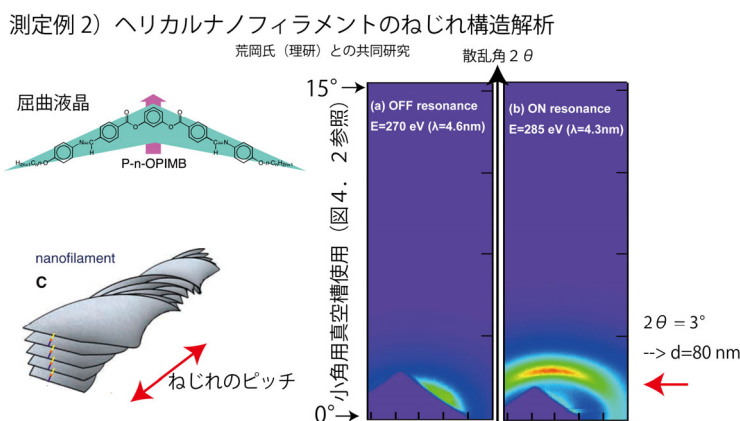 測定例2）ヘリカルナノフィラメントのねじれ構造解析
荒岡氏（理研）との共同研究
散乱角2θ
屈曲液晶
P-n-OPIMB
nanofilament
C
ねじれのピッチ
小角用真空槽使用（図4．2参照）
15°
0°
(a) OFF resonance
E=270 eV (λ=4.6nm)
(b) ON resonance
E=285 eV (λ=4.3nm)
2θ＝3°
--> d=80 nm